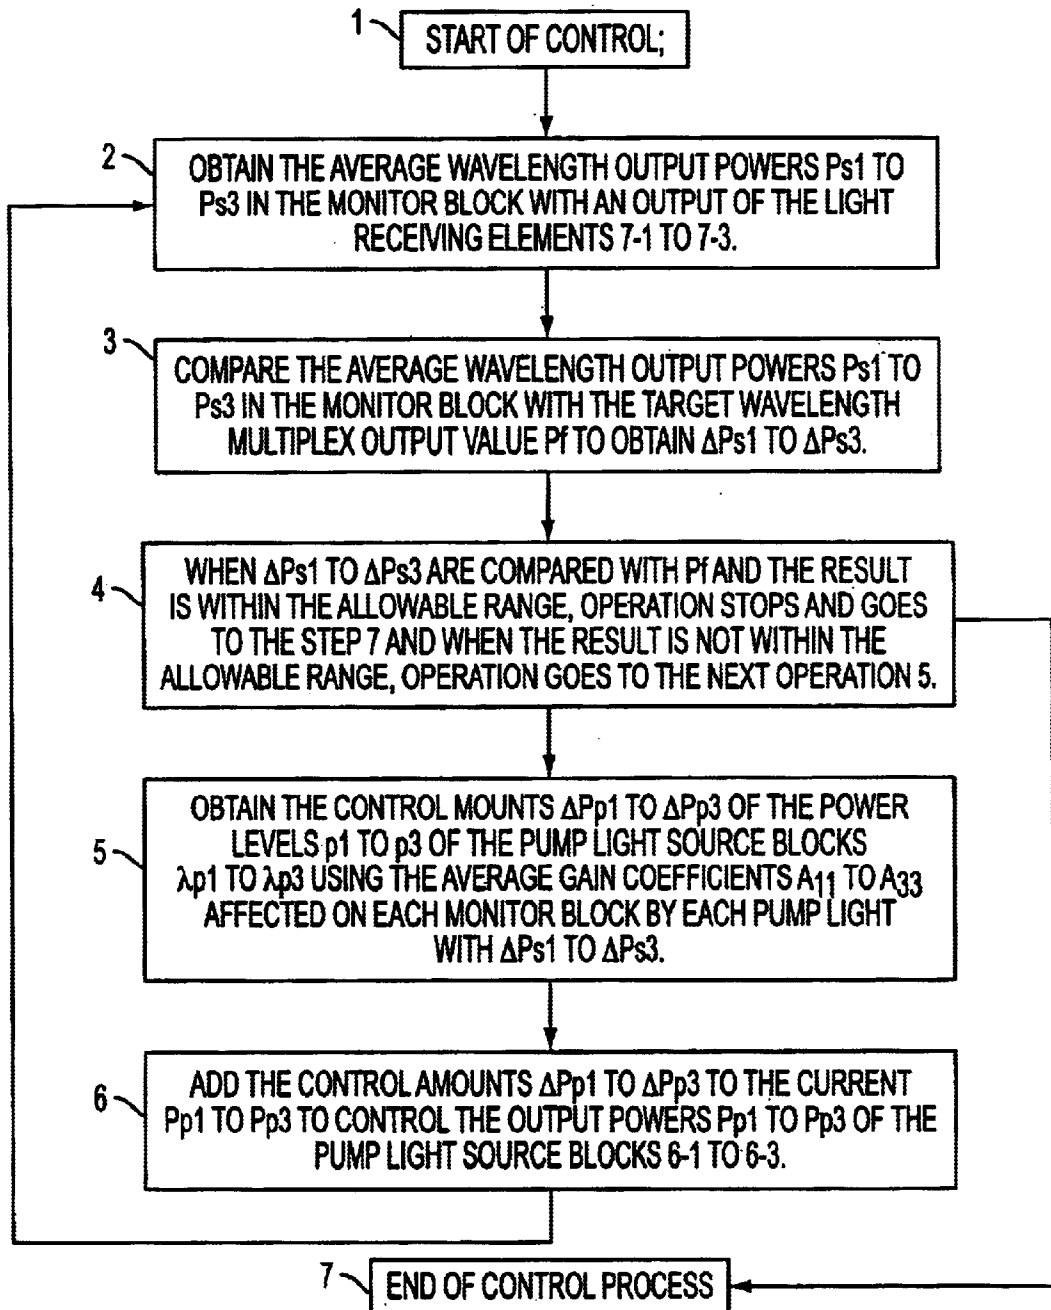 1
START OF CONTROL;
2
OBTAIN THE AVERAGE WAVELENGTH OUTPUT POWERS Ps1 TO
Ps3 IN THE MONITOR BLOCK WITH AN OUTPUT OF THE LIGHT
RECEIVING ELEMENTS 7-1 TO 7-3.
3
COMPARE THE AVERAGE WAVELENGTH OUTPUT POWERS Ps1 TO
Ps3 IN THE MONITOR BLOCK WITH THE TARGET WAVELENGTH
MULTIPLEX OUTPUT VALUE Pf TO OBTAIN ΔPs1 TO ΔPs3.
4
WHEN ΔPs1 TO ΔPs3 ARE COMPARED WITH Pf AND THE RESULT
IS WITHIN THE ALLOWABLE RANGE, OPERATION STOPS AND GOES
TO THE STEP 7 AND WHEN THE RESULT IS NOT WITHIN THE
ALLOWABLE RANGE, OPERATION GOES TO THE NEXT OPERATION 5.
5
OBTAIN THE CONTROL MOUNTS ΔPp1 TO ΔPp3 OF THE POWER
LEVELS p1 TO p3 OF THE PUMP LIGHT SOURCE BLOCKS
λp1 TO λp3 USING THE AVERAGE GAIN COEFFICIENTS A11 TO A33
AFFECTED ON EACH MONITOR BLOCK BY EACH PUMP LIGHT
WITH ΔPs1 TO ΔPs3.
6
ADD THE CONTROL AMOUNTS ΔPp1 TO ΔPp3 TO THE CURRENT
Pp1 TO Pp3 TO CONTROL THE OUTPUT POWERS Pp1 TO Pp3 OF THE
PUMP LIGHT SOURCE BLOCKS 6-1 TO 6-3.
7
END OF CONTROL PROCESS